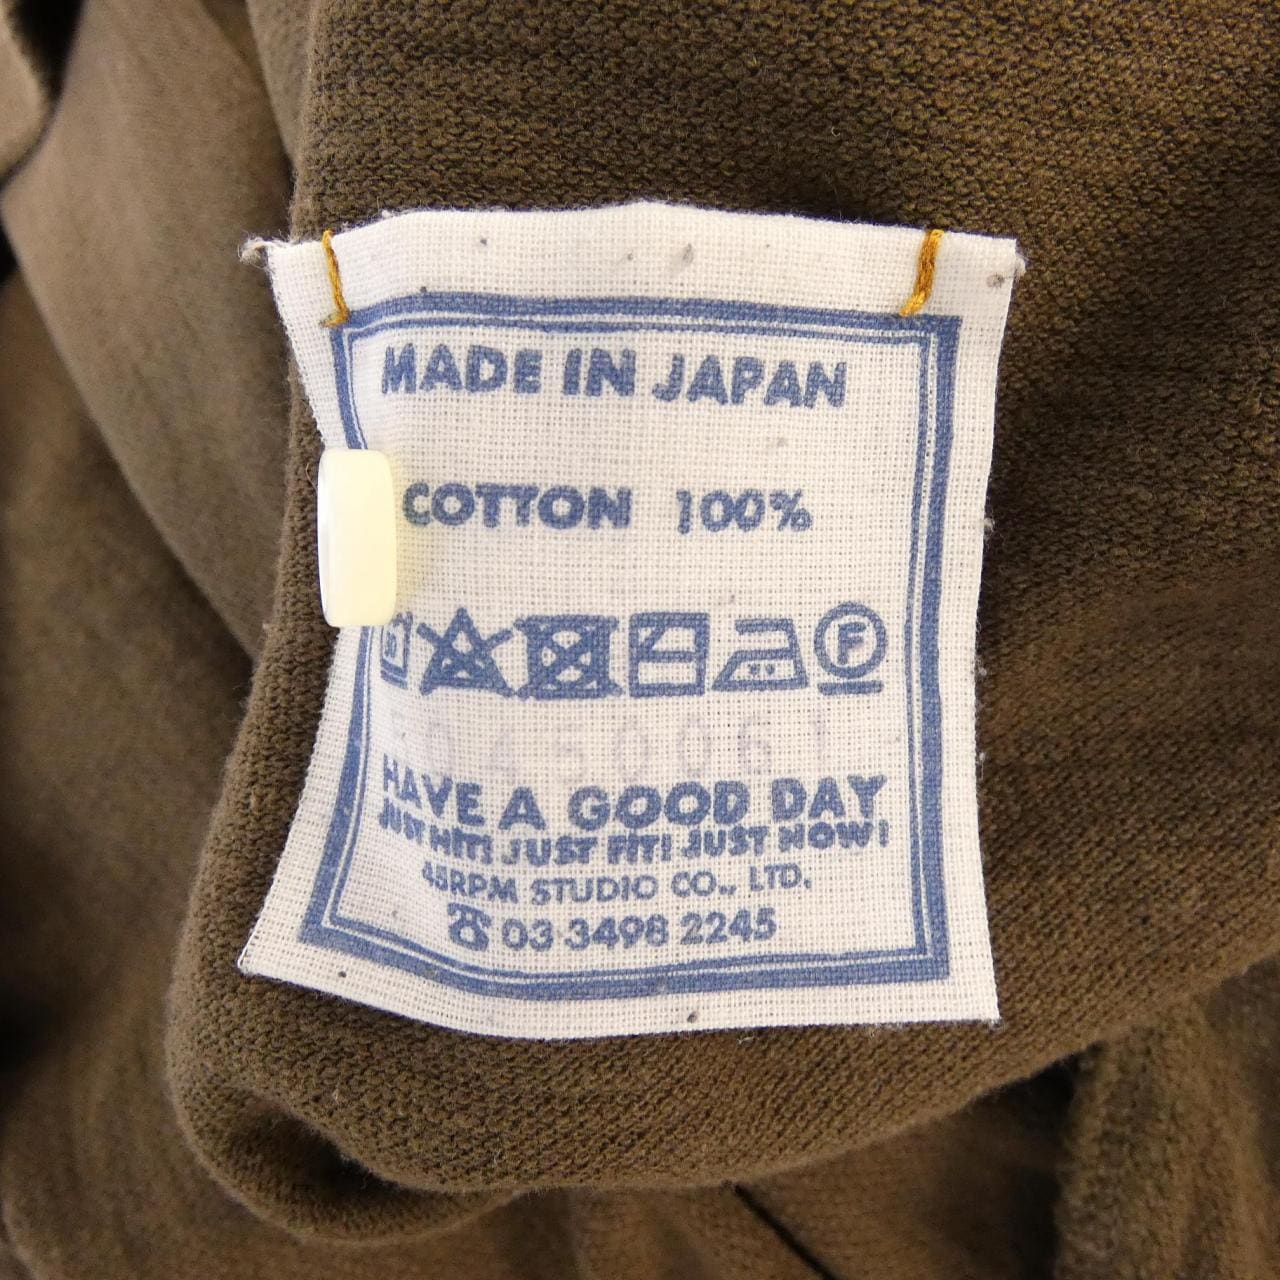 MADE IN JAPAN
COTTON 100%
F
HAVE A GOOD DAY
JUST HIT! JUST FIT! JUST NOW!
45RPM STUDIO CO., LTD.
☎ 03 3498 2245